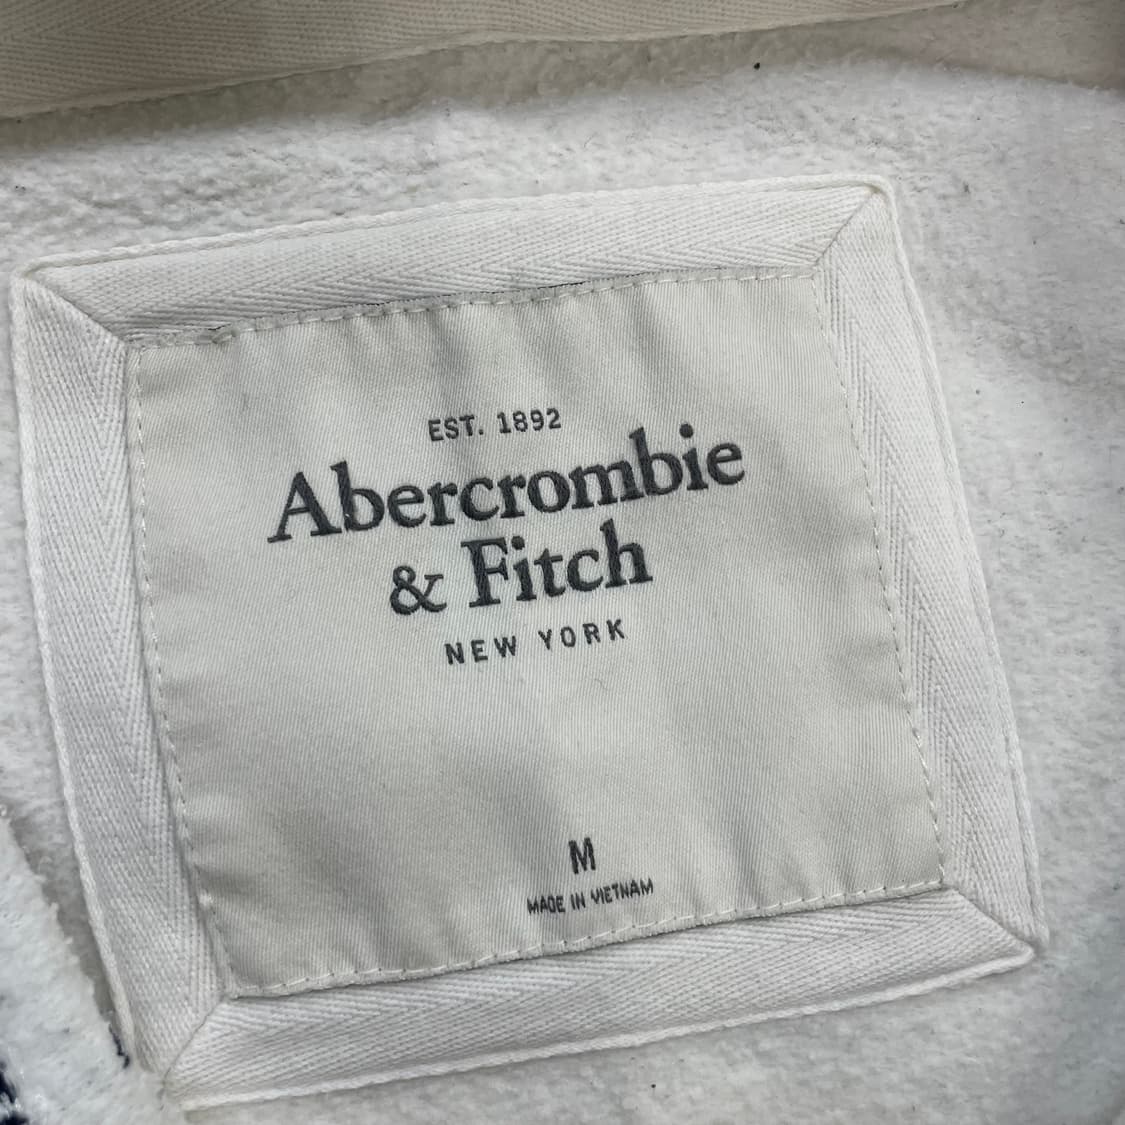 EST. 1892
Abercrombie
& Fitch
NEW YORK
M
MADE IN VIETNAM